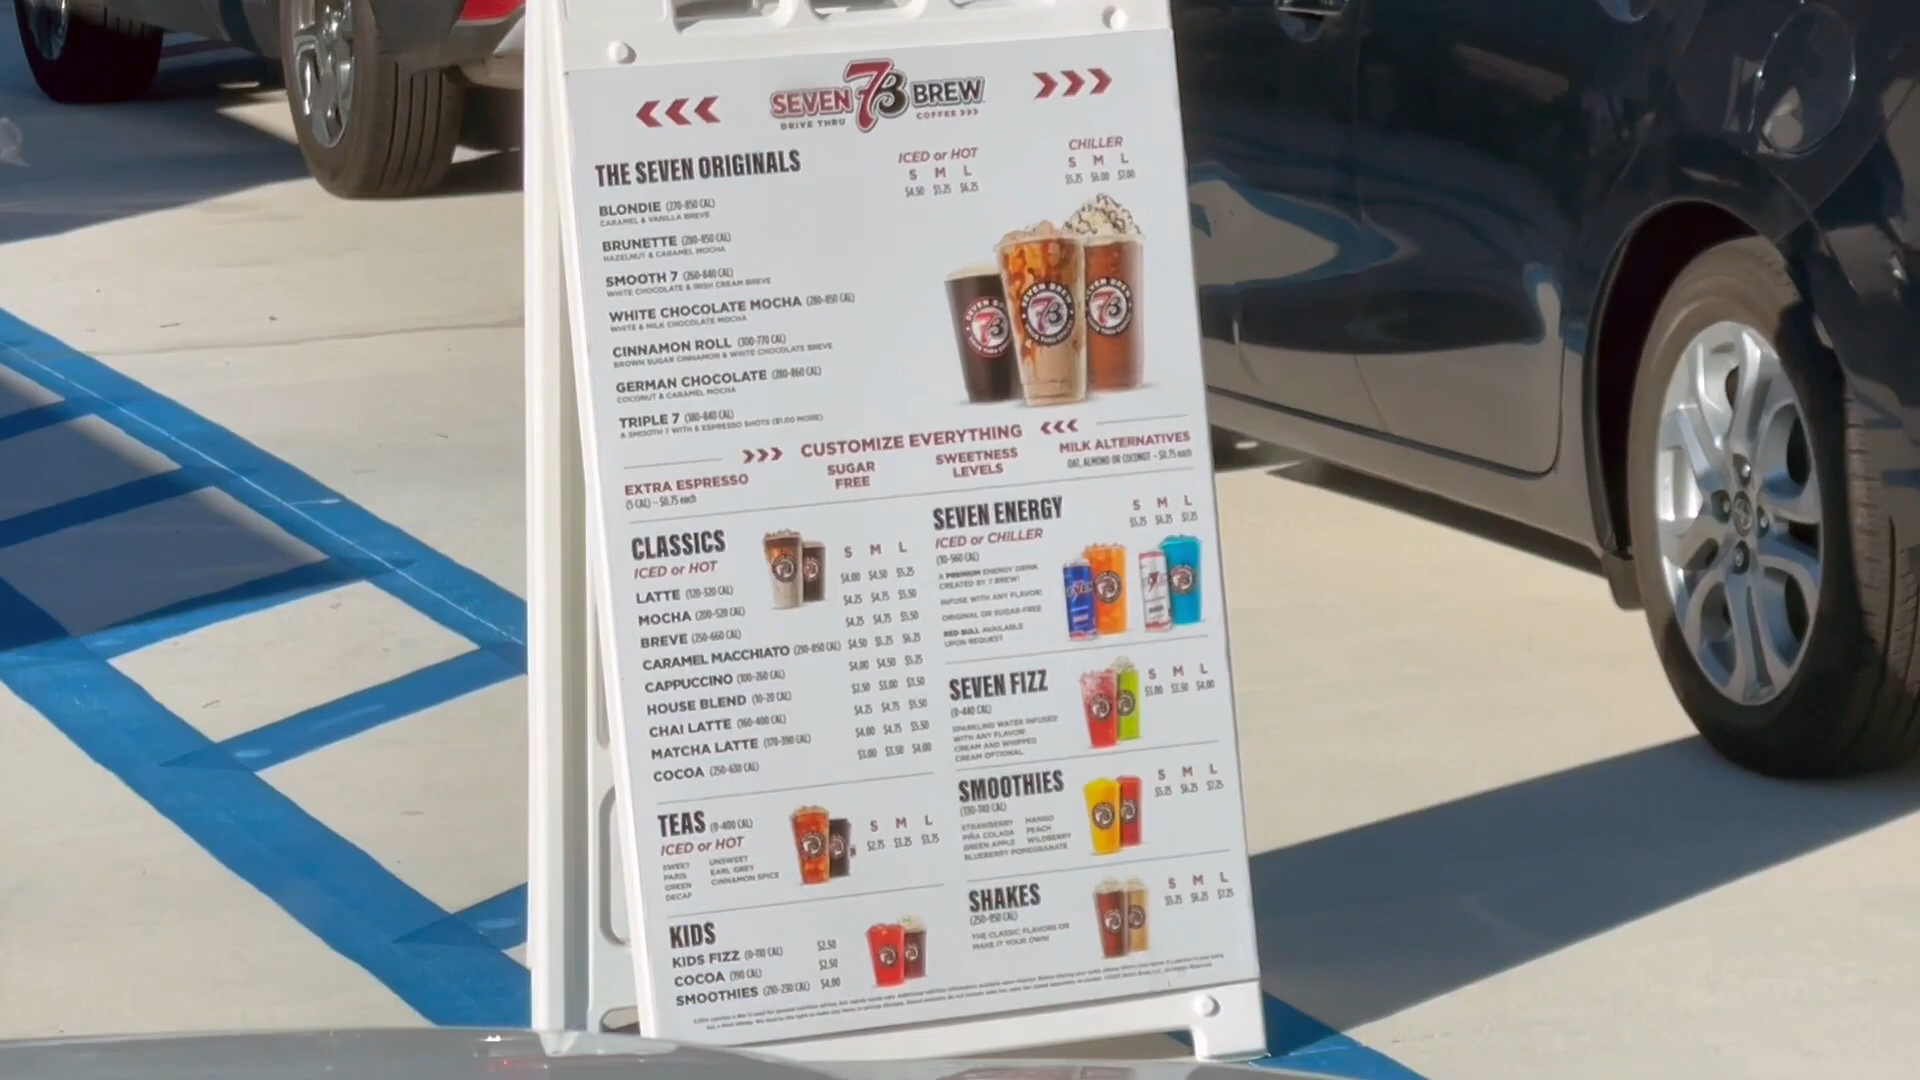 SEVEN 7B BREW
DRIVE THRU COFFEE >>>
THE SEVEN ORIGINALS
ICED or HOT
S M L
$4.50 $5.25 $6.25
CHILLER
S M L
$5.25 $6.00 $7.00
BLONDIE (270-850 CAL)
CARAMEL & VANILLA BREVE
BRUNETTE (280-850 CAL)
HAZELNUT & CARAMEL MOCHA
SMOOTH 7 (260-840 CAL)
WHITE CHOCOLATE & IRISH CREAM BREVE
WHITE CHOCOLATE MOCHA (280-850 CAL)
WHITE & MILK CHOCOLATE MOCHA
CINNAMON ROLL (300-770 CAL)
BROWN SUGAR CINNAMON & WHITE CHOCOLATE BREVE
GERMAN CHOCOLATE (280-860 CAL)
COCONUT & CARAMEL MOCHA
TRIPLE 7 (180-840 CAL)
A SMOOTH 7 WITH 6 ESPRESSO SHOTS ($1.00 MORE)
>>> CUSTOMIZE EVERYTHING <<<
EXTRA ESPRESSO
(5 CAL) – $0.75 each
SUGAR
FREE
SWEETNESS
LEVELS
MILK ALTERNATIVES
OAT, ALMOND OR COCONUT – $0.75 each
CLASSICS
ICED or HOT
S M L
LATTE (120-320 CAL) $4.00 $4.50 $5.25
MOCHA (200-520 CAL) $4.25 $4.75 $5.50
BREVE (250-660 CAL) $4.25 $4.75 $5.50
CARAMEL MACCHIATO (210-850 CAL) $4.50 $5.25 $6.25
CAPPUCCINO (100-260 CAL) $4.00 $4.50 $5.25
HOUSE BLEND (10-20 CAL) $2.50 $3.00 $3.50
CHAI LATTE (160-400 CAL) $4.25 $4.75 $5.50
MATCHA LATTE (170-390 CAL) $4.00 $4.75 $5.50
COCOA (250-630 CAL) $3.00 $3.50 $4.00
TEAS (0-400 CAL)
ICED or HOT
S M L
$2.75 $3.25 $3.75
SWEET UNSWEET
PARIS EARL GREY
GREEN CINNAMON SPICE
DECAF
KIDS
KIDS FIZZ (0-110 CAL) $2.50
COCOA (190 CAL) $2.50
SMOOTHIES (210-230 CAL) $4.00
SEVEN ENERGY
ICED or CHILLER
(10-560 CAL)
S M L
$5.25 $6.25 $7.25
A PREMIUM ENERGY DRINK
CREATED BY 7 BREW!
INFUSE WITH ANY FLAVOR!
ORIGINAL OR SUGAR-FREE
RED BULL AVAILABLE
UPON REQUEST
SEVEN FIZZ
(0-440 CAL)
S M L
$3.00 $3.50 $4.00
SPARKLING WATER INFUSED
WITH ANY FLAVOR!
CREAM AND WHIPPED
CREAM OPTIONAL
SMOOTHIES
S M L
$5.25 $6.25 $7.25
STRAWBERRY MANGO
PIÑA COLADA PEACH
GREEN APPLE WILDBERRY
BLUEBERRY POMEGRANATE
SHAKES
(250-950 CAL)
S M L
$5.25 $6.25 $7.25
THE CLASSIC FLAVORS OR
MAKE IT YOUR OWN!